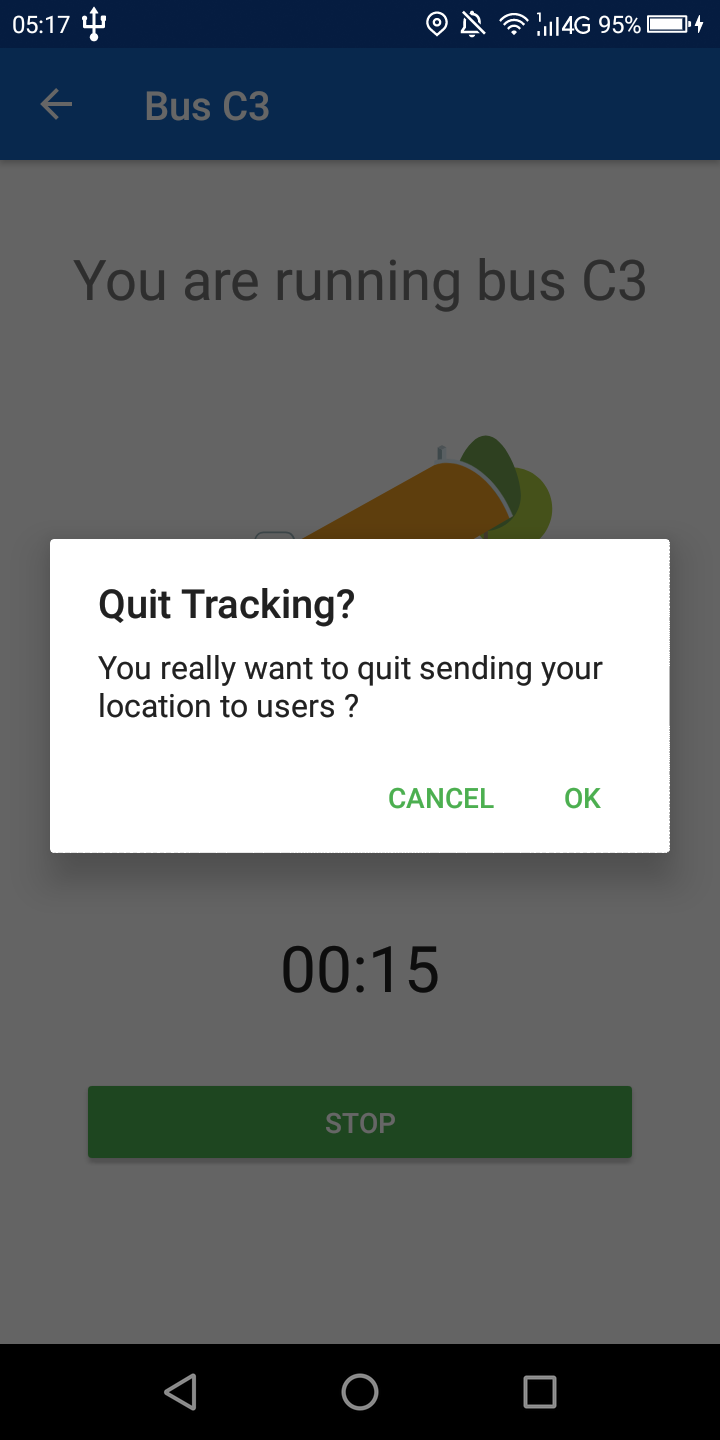 05:17 1 4G 95%
Bus C3
You are running bus C3
Quit Tracking?
You really want to quit sending your
location to users ?
CANCEL OK
00:15
STOP